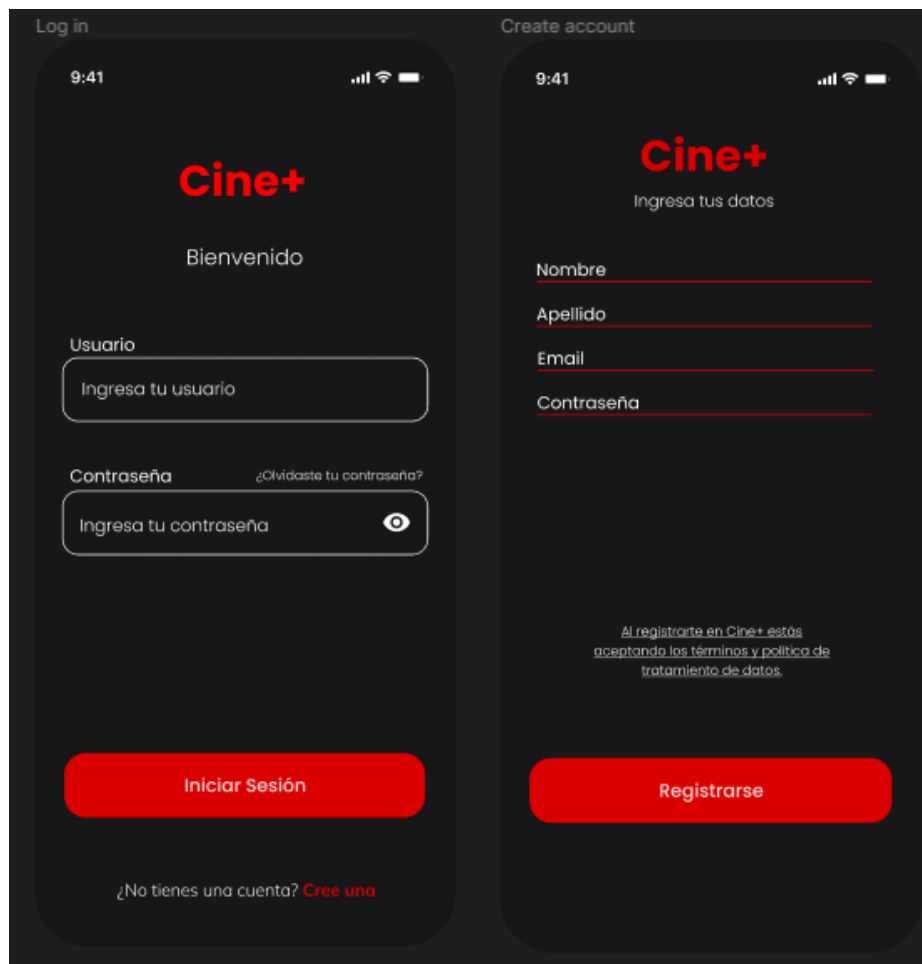 Log in
9:41
Cine+
Bienvenido
Usuario
Ingresa tu usuario
Contraseña ¿Olvidaste tu contraseña?
Ingresa tu contraseña
Iniciar Sesión
¿No tienes una cuenta? Cree una
Create account
9:41
Cine+
Ingresa tus datos
Nombre
Apellido
Email
Contraseña
Al registrarte en Cine+ estás
aceptando los términos y política de
tratamiento de datos.
Registrarse